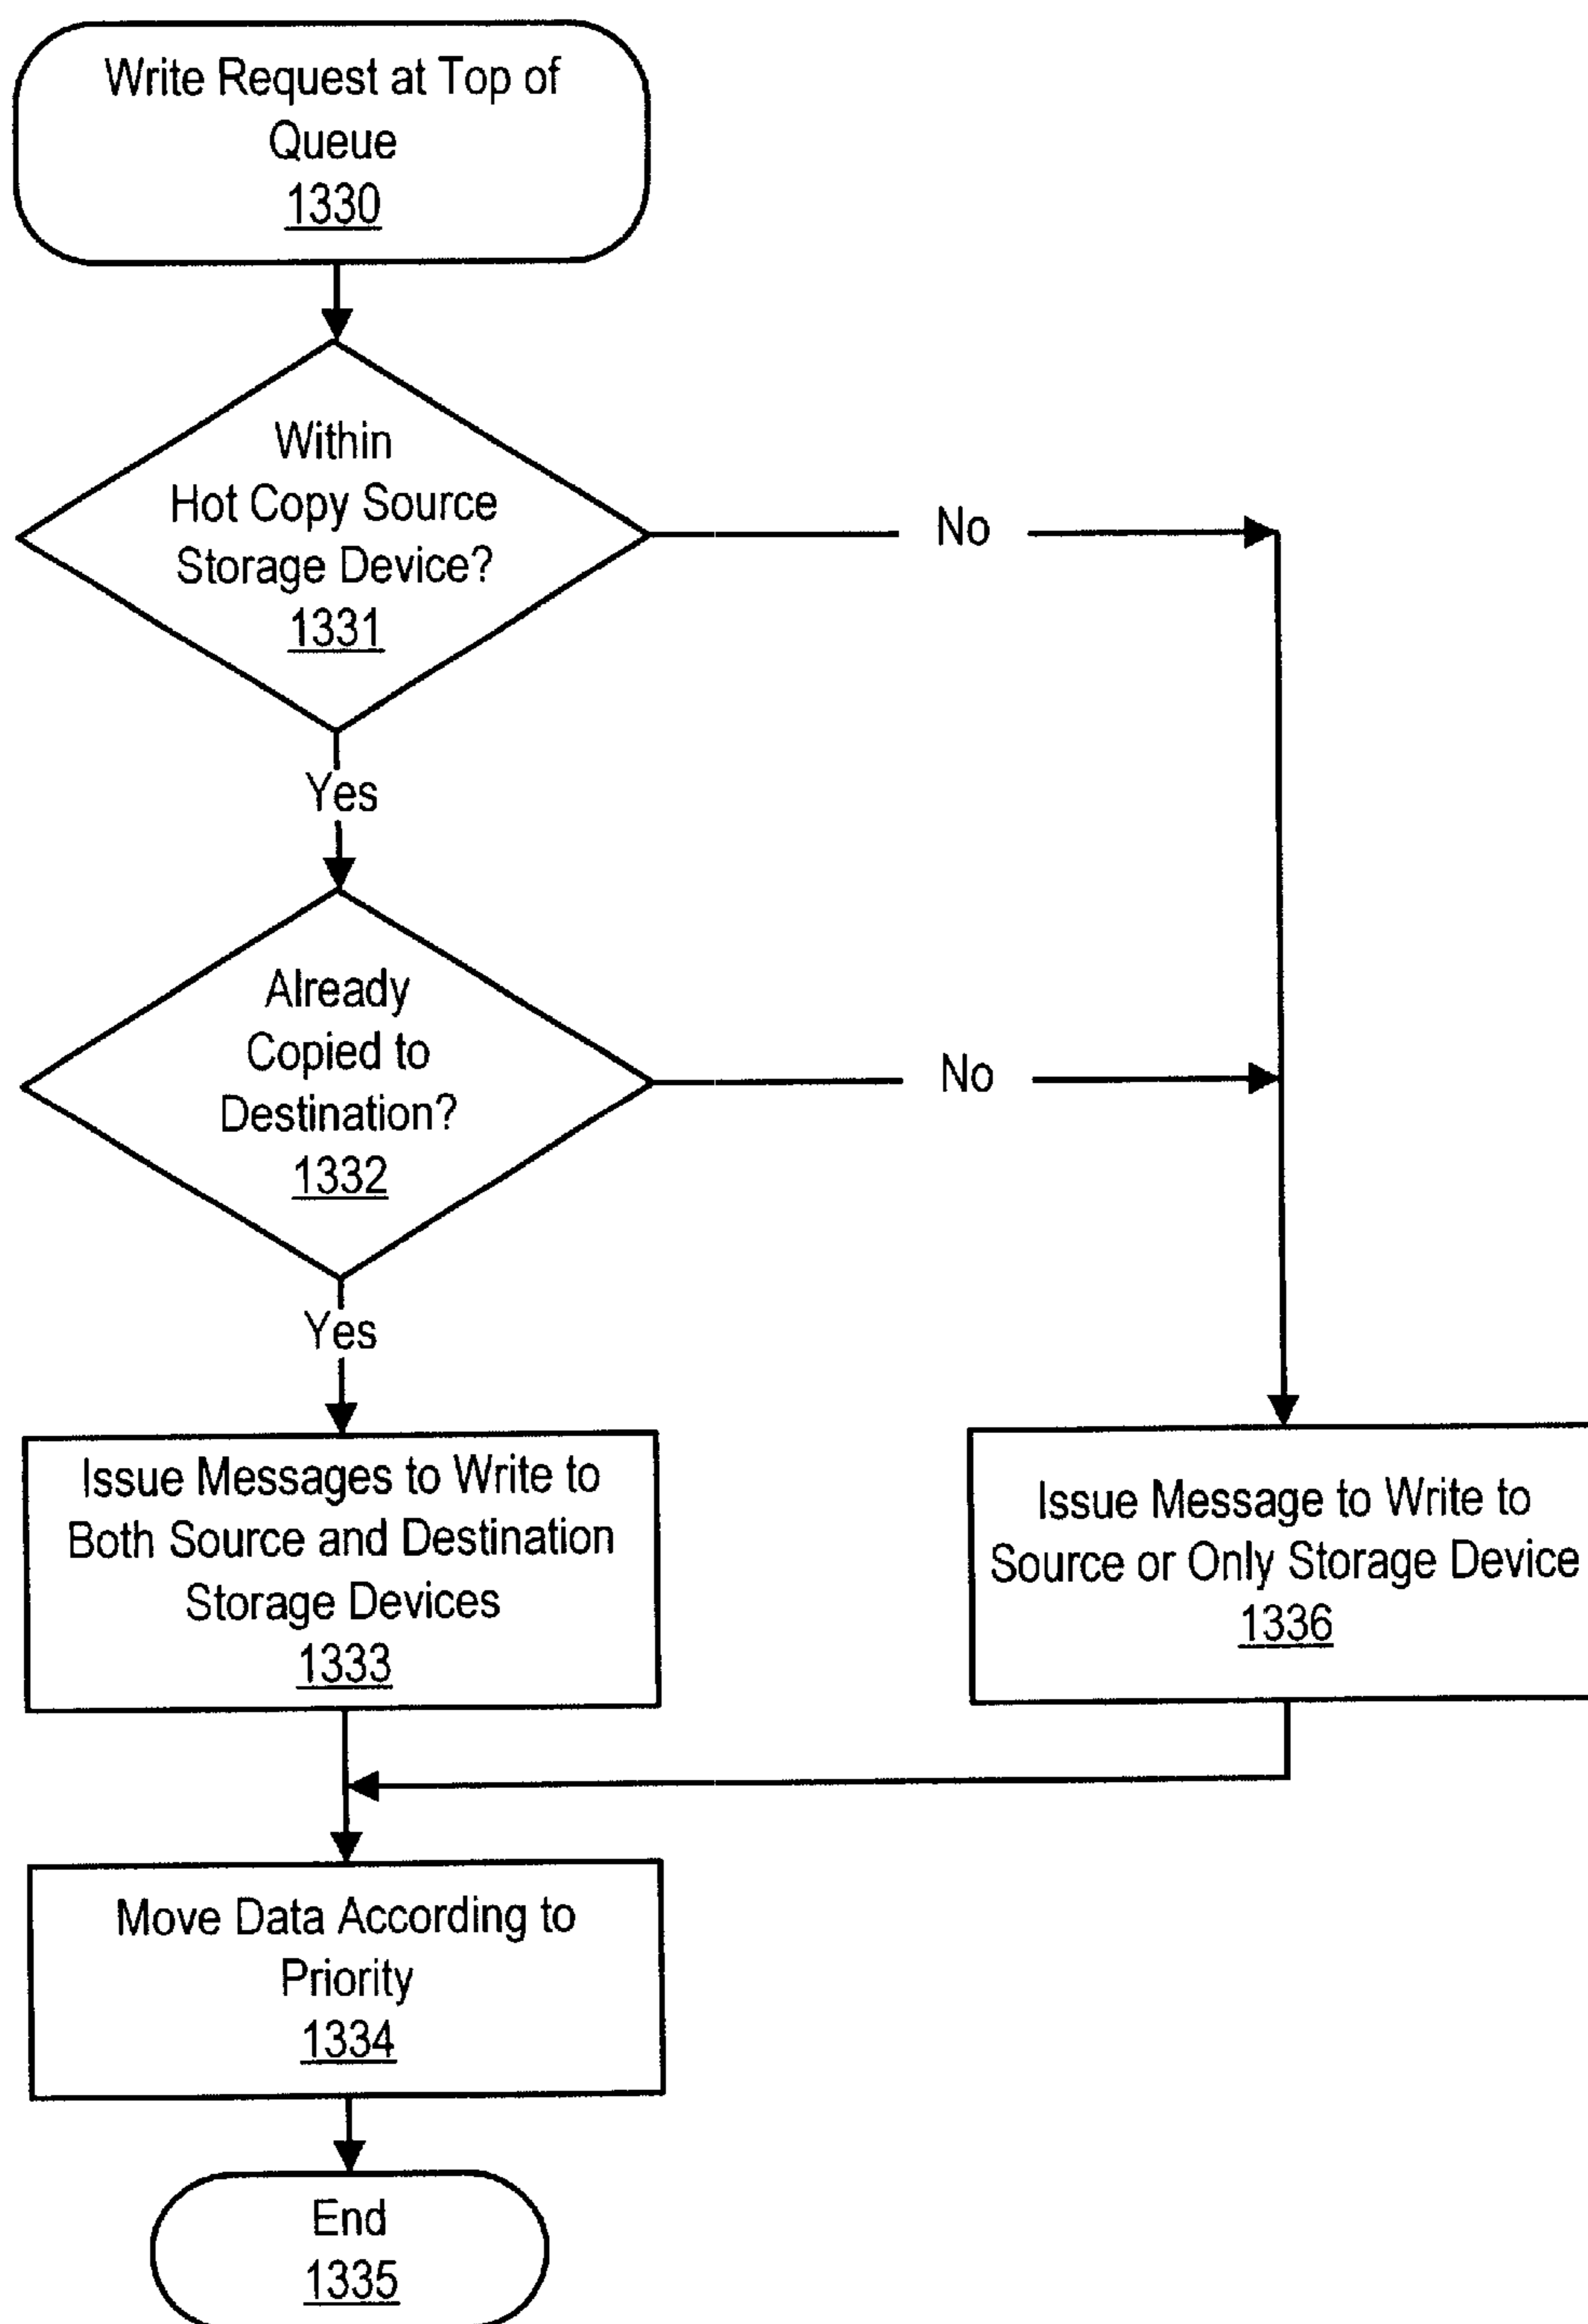 Write Request at Top of
Queue
1330
Within
Hot Copy Source
Storage Device?
1331
No
Yes
Already
Copied to
Destination?
1332
No
Yes
Issue Messages to Write to
Both Source and Destination
Storage Devices
1333
Issue Message to Write to
Source or Only Storage Device
1336
Move Data According to
Priority
1334
End
1335